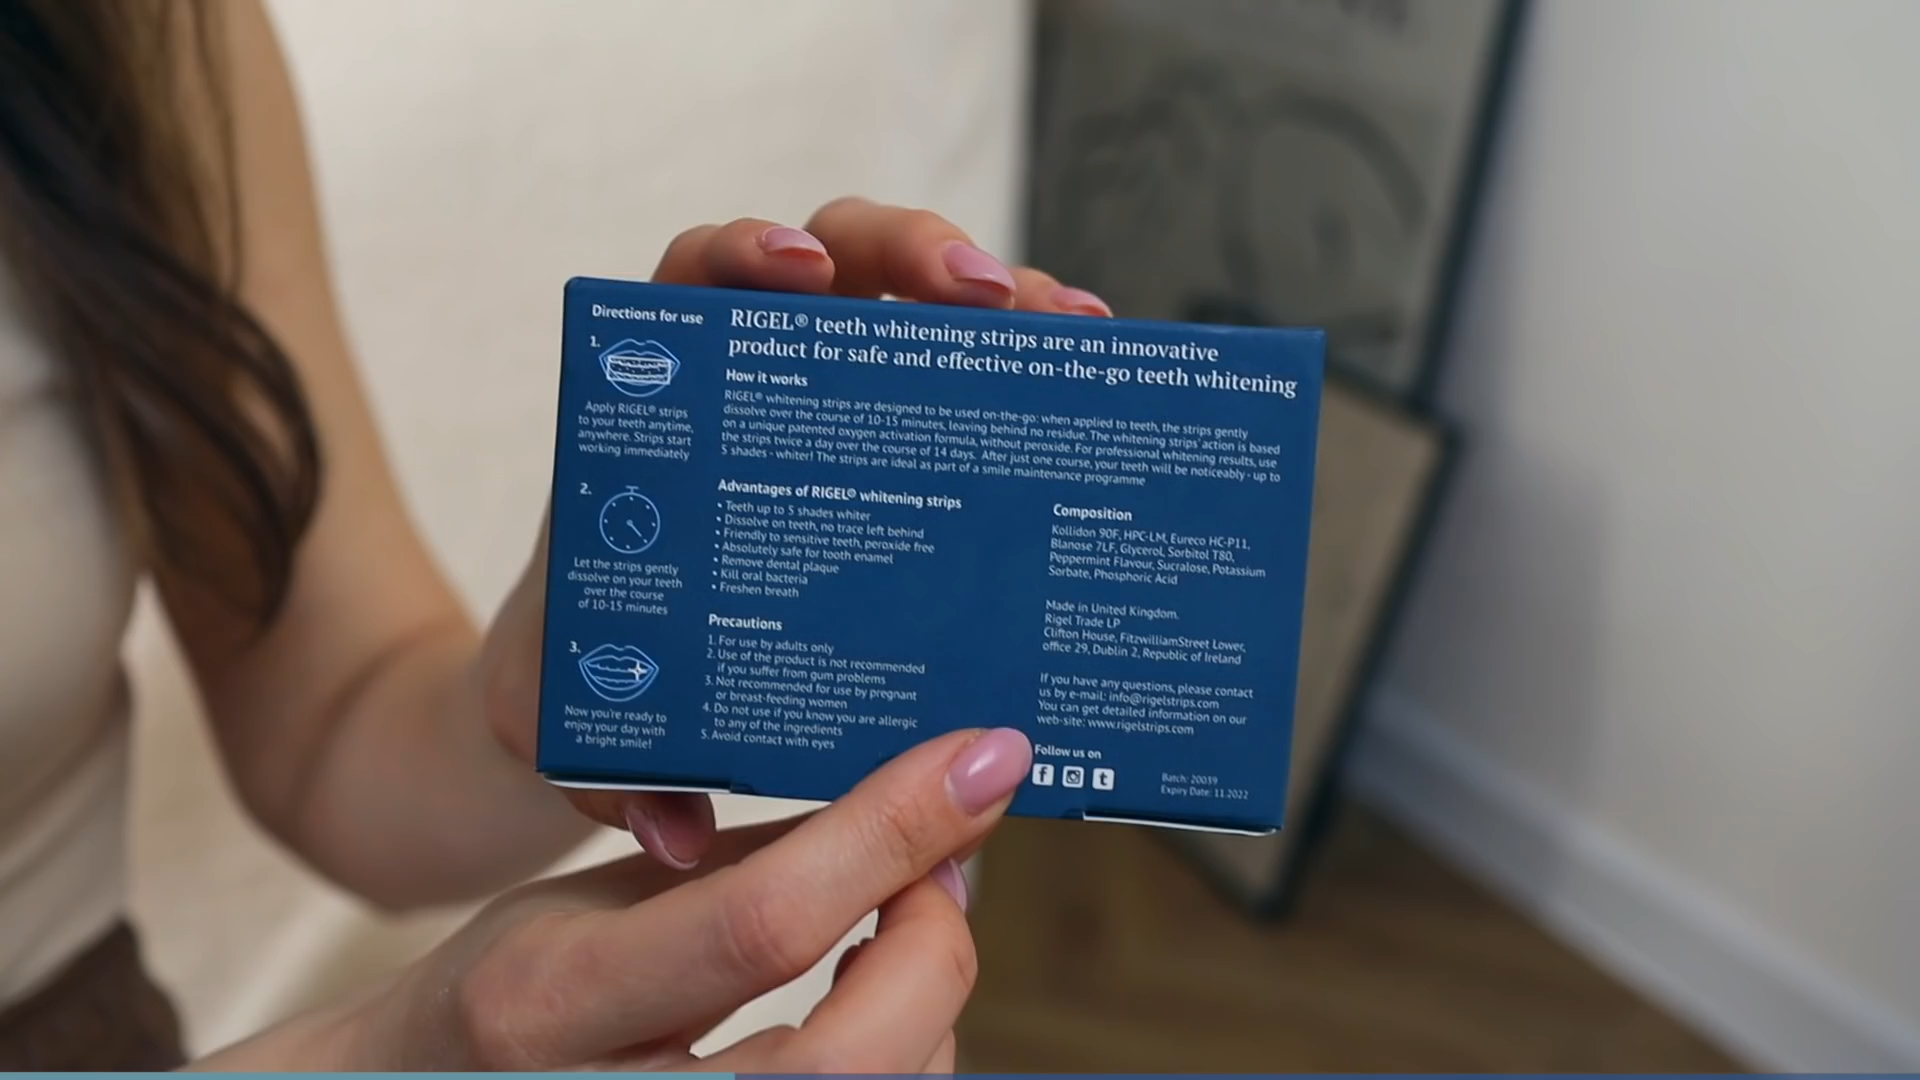 Directions for use
1.
Apply RIGEL® strips
to your teeth anytime,
anywhere. Strips start
working immediately
2.
Let the strips gently
dissolve on your teeth
over the course
of 10-15 minutes
3.
Now you're ready to
enjoy your day with
a bright smile!
RIGEL® teeth whitening strips are an innovative
product for safe and effective on-the-go teeth whitening
How it works
RIGEL® whitening strips are designed to be used on-the-go: when applied to teeth, the strips gently
dissolve over the course of 10-15 minutes, leaving behind no residue. The whitening strips' action is based
on a unique patented oxygen activation formula, without peroxide. For professional whitening results, use
the strips twice a day over the course of 14 days. After just one course, your teeth will be noticeably - up to
5 shades - whiter! The strips are ideal as part of a smile maintenance programme
Advantages of RIGEL® whitening strips
• Teeth up to 5 shades whiter
• Dissolve on teeth, no trace left behind
• Friendly to sensitive teeth, peroxide free
• Absolutely safe for tooth enamel
• Remove dental plaque
• Kill oral bacteria
• Freshen breath
Precautions
1. For use by adults only
2. Use of the product is not recommended
if you suffer from gum problems
3. Not recommended for use by pregnant
or breast-feeding women
4. Do not use if you know you are allergic
to any of the ingredients
5. Avoid contact with eyes
Composition
Kollidon 90F, HPC-LM, Eureco HC-P11,
Blanose 7LF, Glycerol, Sorbitol T80,
Peppermint Flavour, Sucralose, Potassium
Sorbate, Phosphoric Acid
Made in United Kingdom.
Rigel Trade LP
Clifton House, FitzwilliamStreet Lower,
office 29, Dublin 2, Republic of Ireland
If you have any questions, please contact
us by e-mail: info@rigelstrips.com
You can get detailed information on our
web-site: www.rigelstrips.com
Follow us on
f t
Batch: 20039
Expiry Date: 11.2022